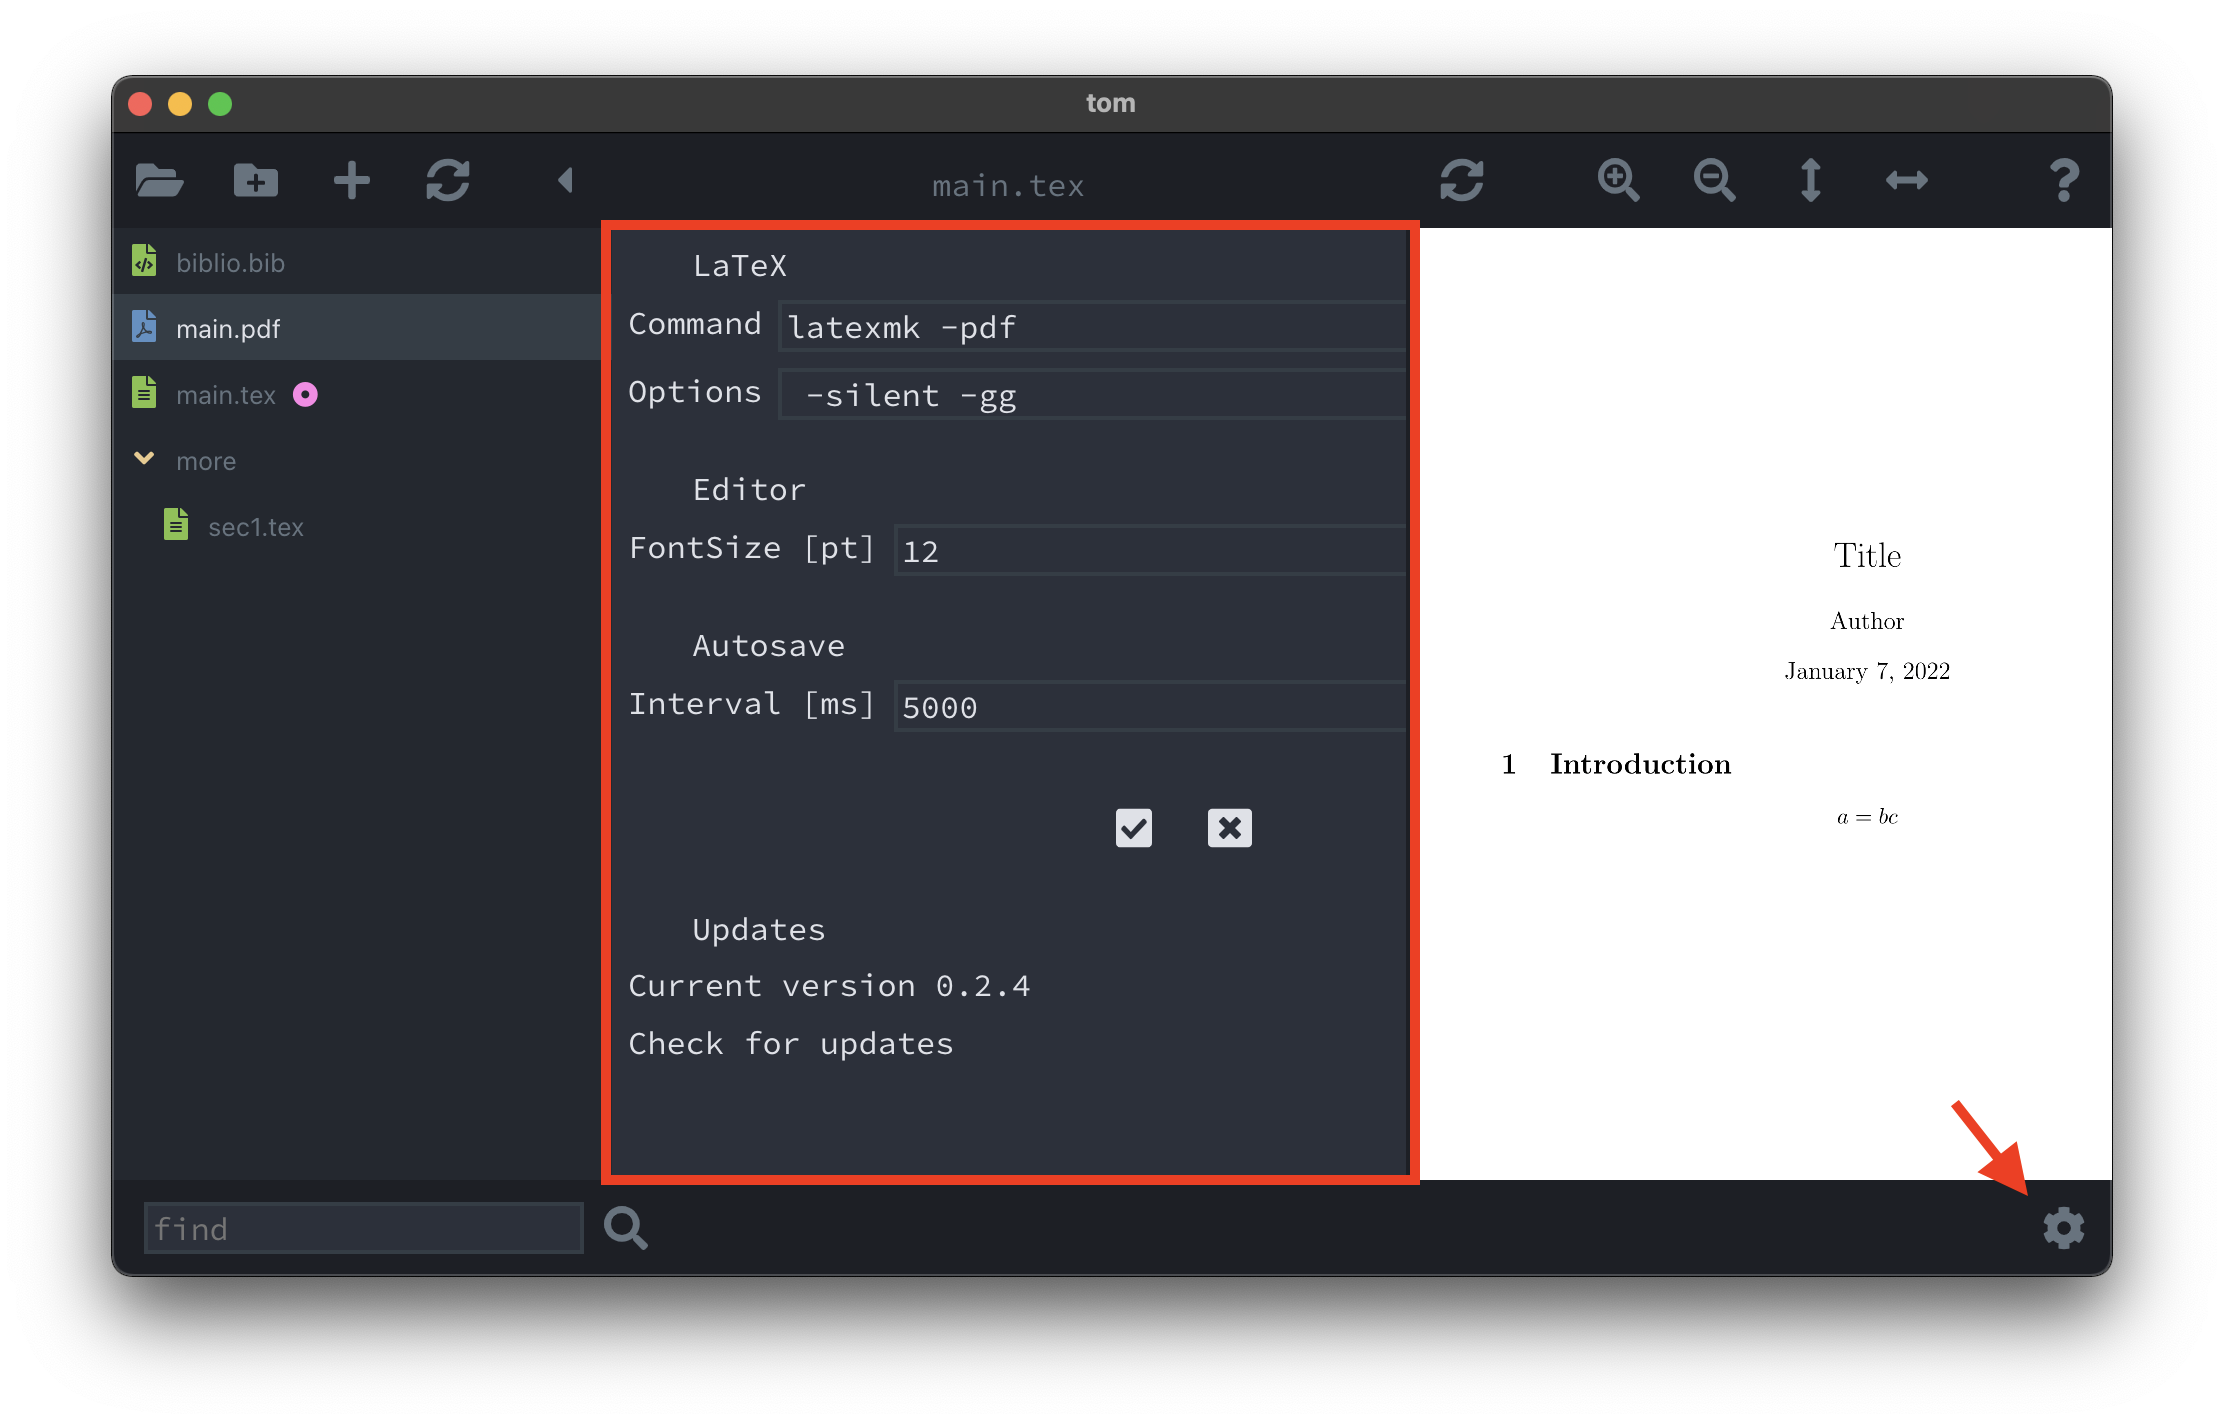 tom
main.tex
biblio.bib
main.pdf
main.tex
more
sec1.tex
LaTeX
Command latexmk -pdf
Options -silent -gg
Editor
FontSize [pt] 12
Autosave
Interval [ms] 5000
Updates
Current version 0.2.4
Check for updates
Title
Author
January 7, 2022
1 Introduction
a = bc
find